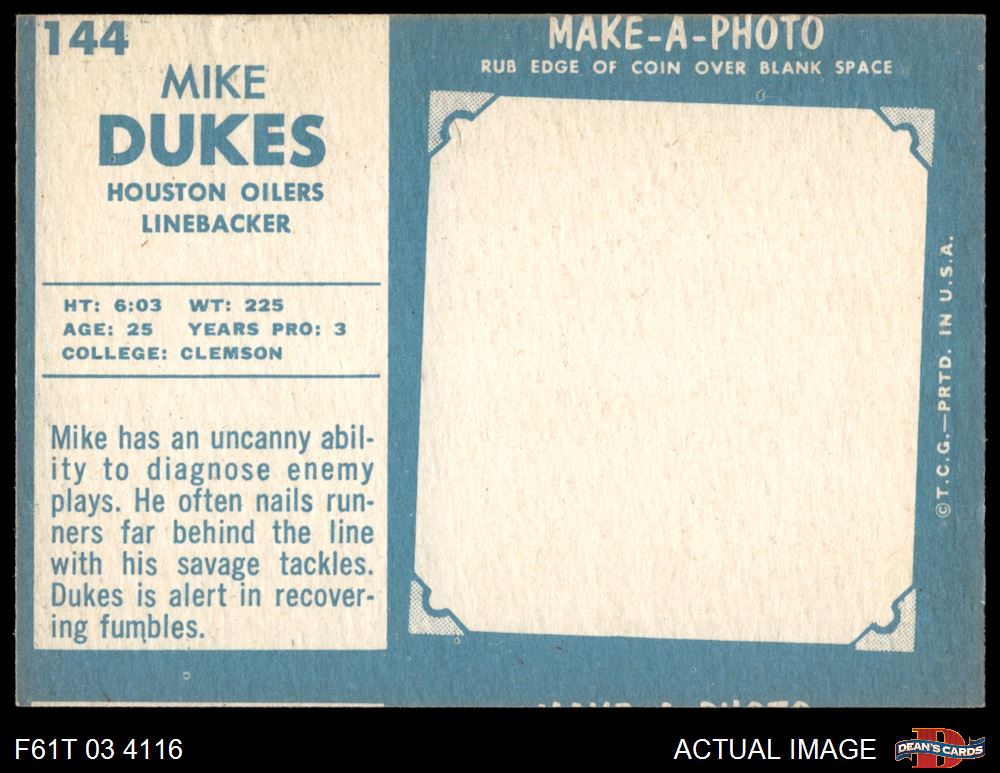 144
MIKE
DUKES
HOUSTON OILERS
LINEBACKER
HT: 6:03 WT: 225
AGE: 25 YEARS PRO: 3
COLLEGE: CLEMSON
Mike has an uncanny abil-
ity to diagnose enemy
plays. He often nails run-
ners far behind the line
with his savage tackles.
Dukes is alert in recover-
ing fumbles.
MAKE-A-PHOTO
RUB EDGE OF COIN OVER BLANK SPACE
©T.C.G.—PRTD. IN U.S.A.
MAKE-A-PHOTO
F61T 03 4116
ACTUAL IMAGE
D
DEAN'S CARDS